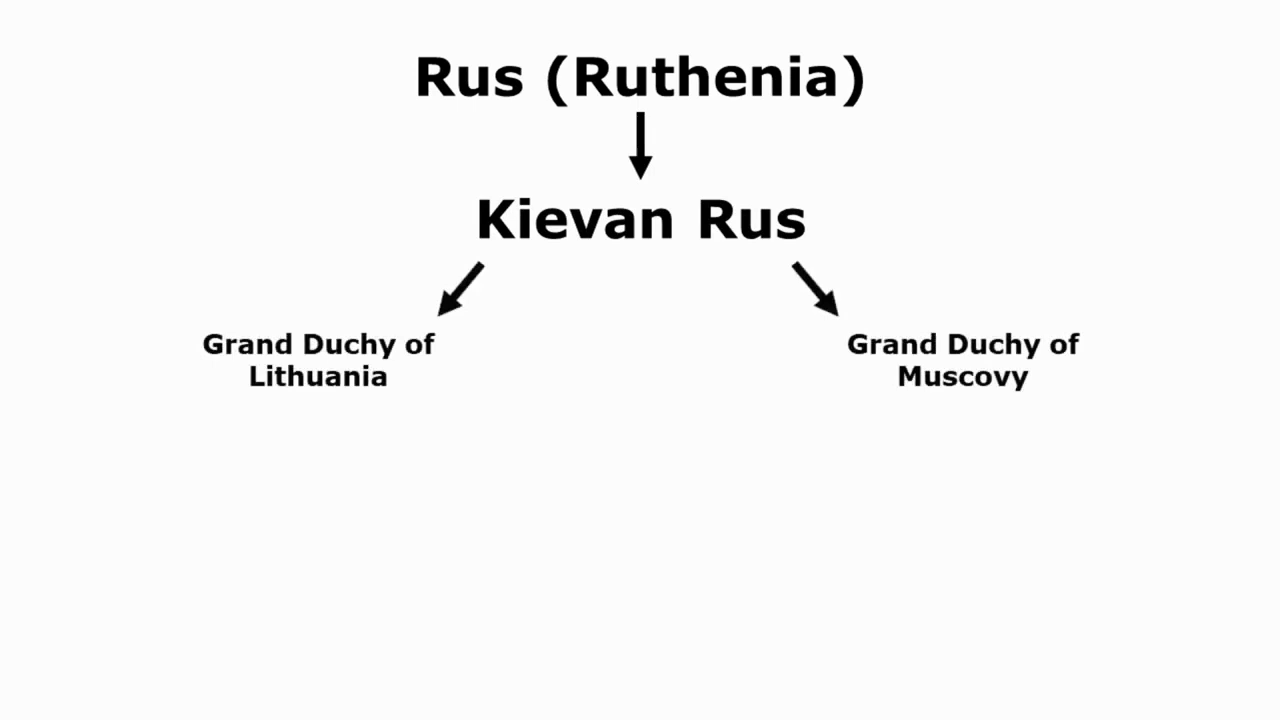 Rus (Ruthenia)
Kievan Rus
Grand Duchy of
Lithuania
Grand Duchy of
Muscovy